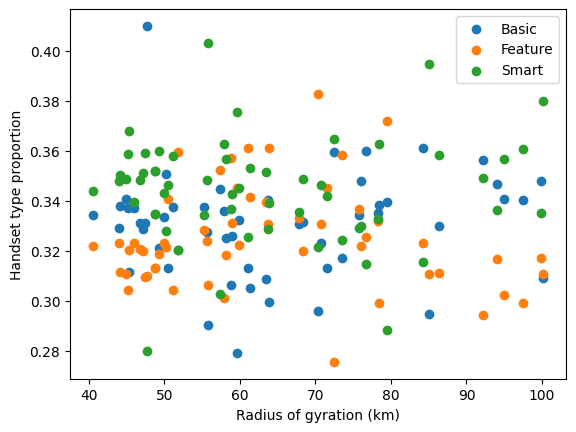 Basic
Feature
Smart
Handset type proportion
0.40
0.38
0.36
0.34
0.32
0.30
0.28
40 50 60 70 80 90 100
Radius of gyration (km)